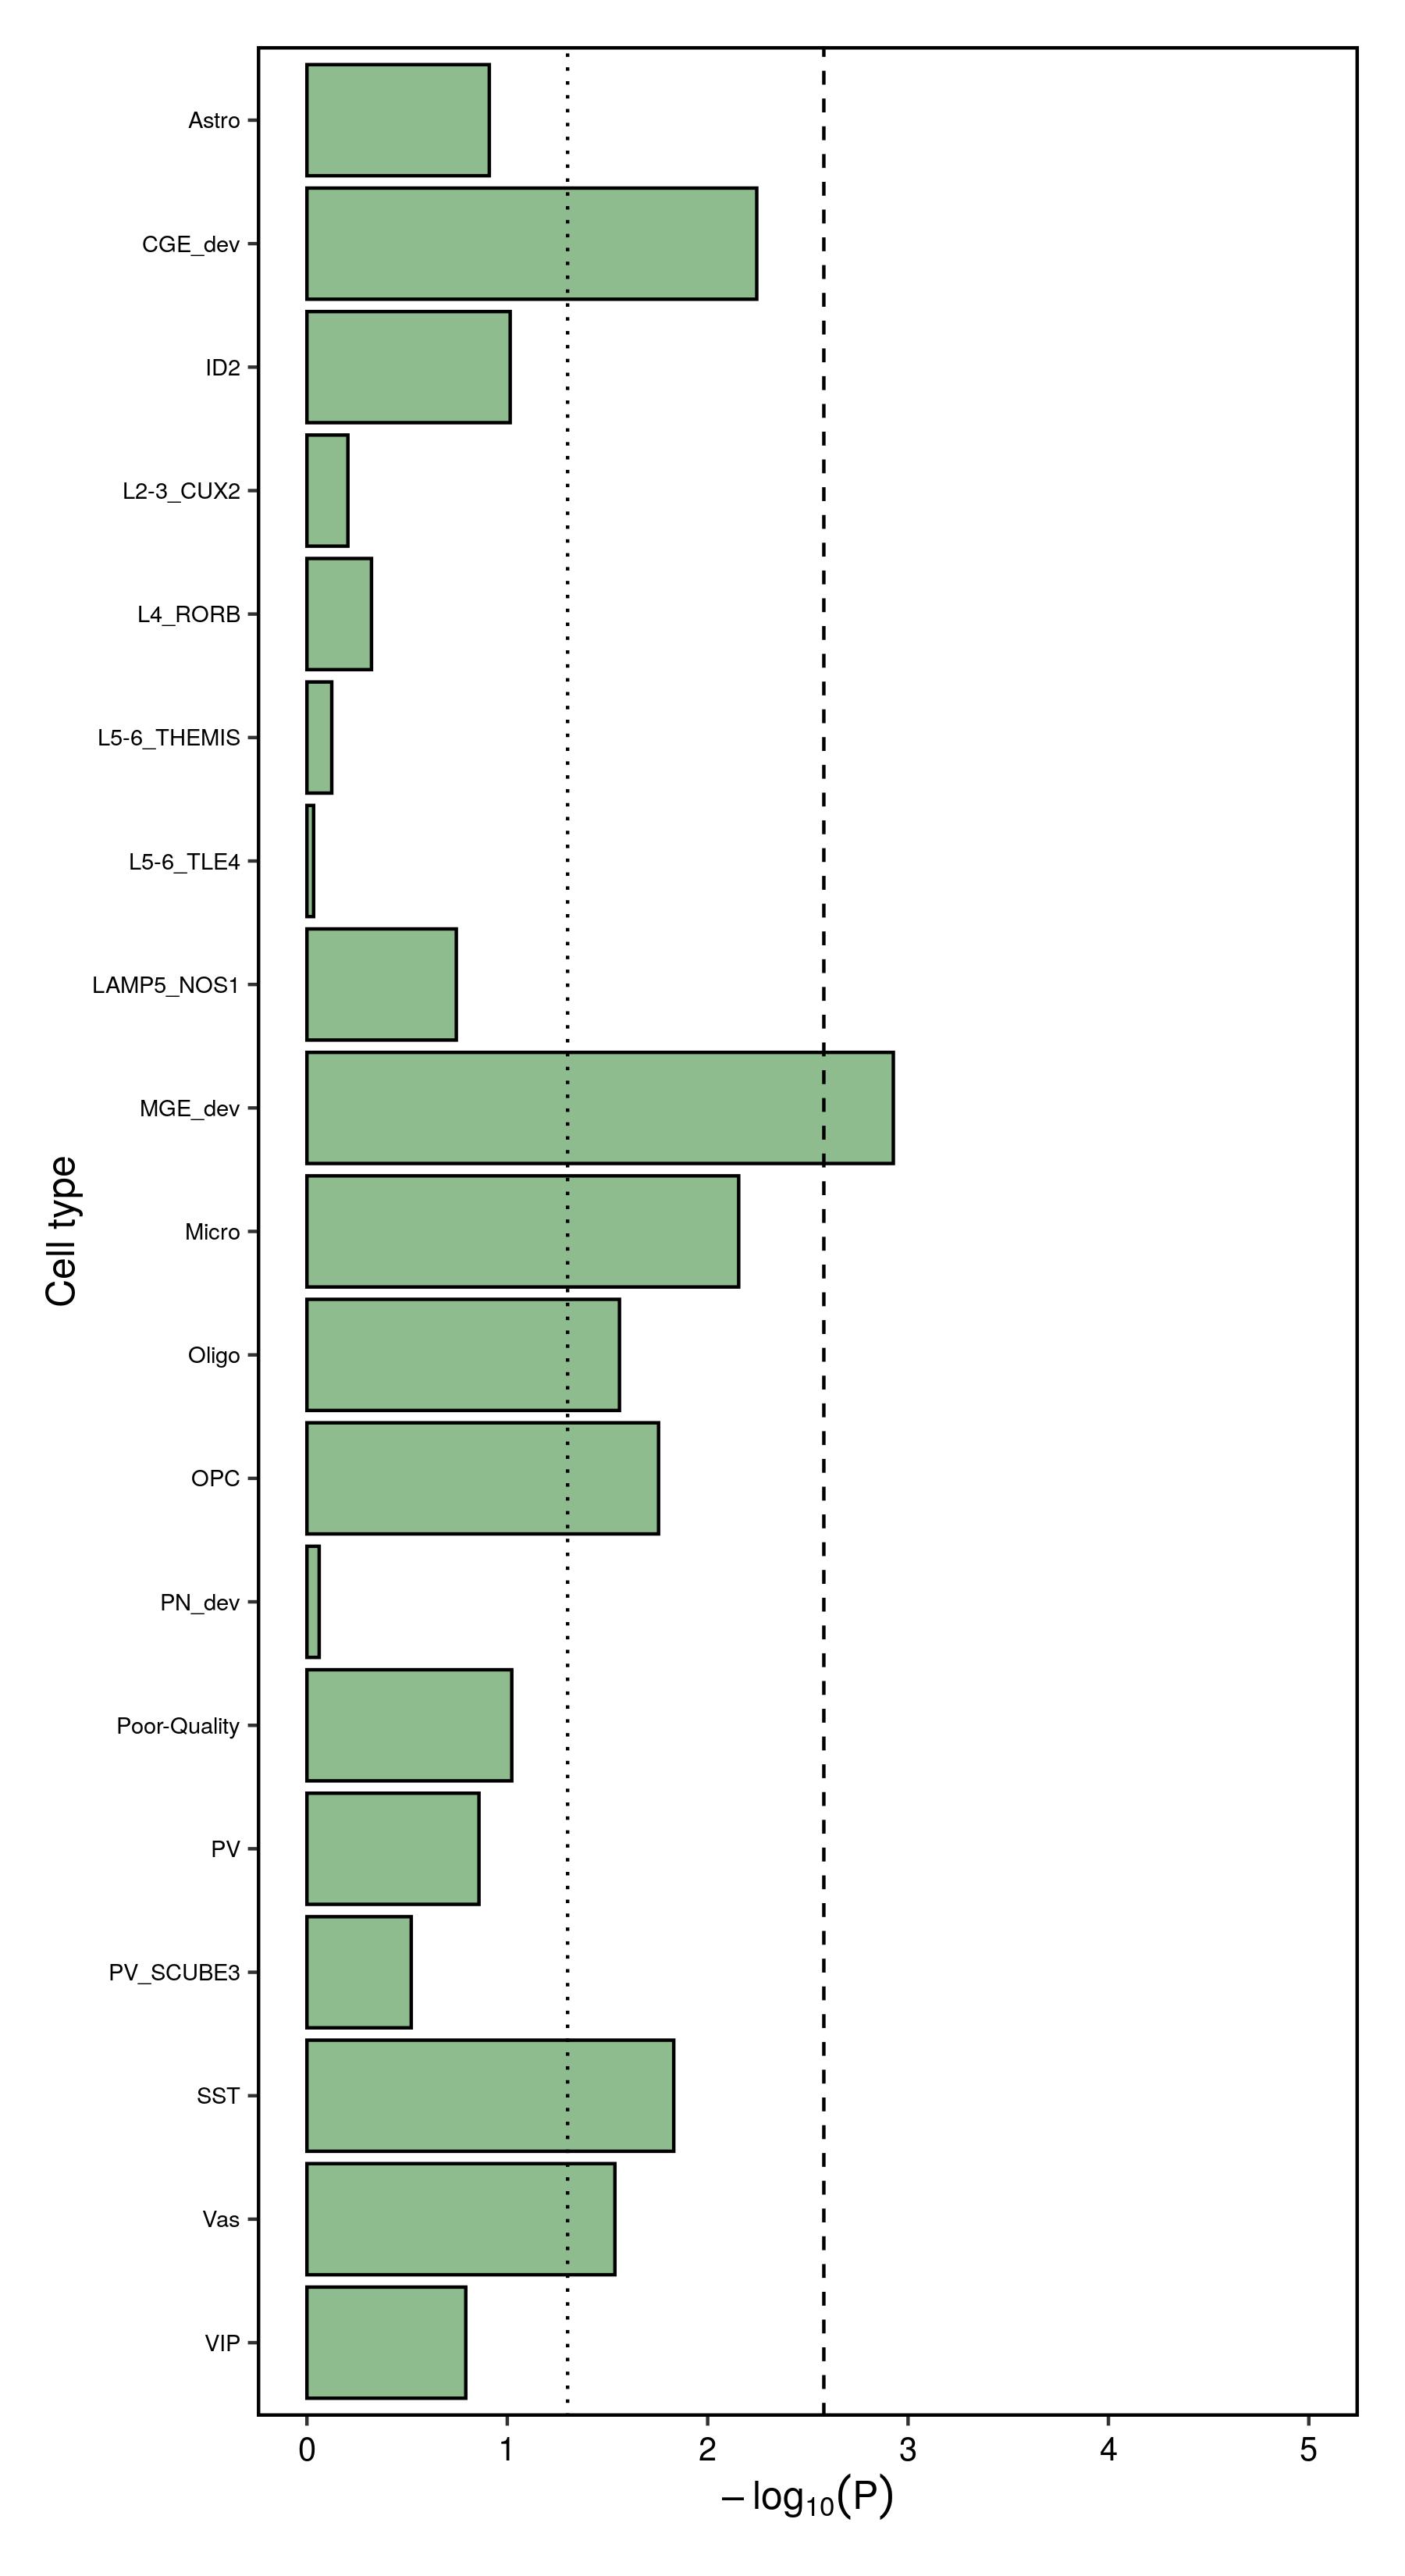 Astro
CGE_dev
ID2
L2-3_CUX2
L4_RORB
L5-6_THEMIS
L5-6_TLE4
LAMP5_NOS1
MGE_dev
Micro
Oligo
OPC
PN_dev
Poor-Quality
PV
PV_SCUBE3
SST
Vas
VIP
Cell type
0 1 2 3 4 5
− log₁₀(P)